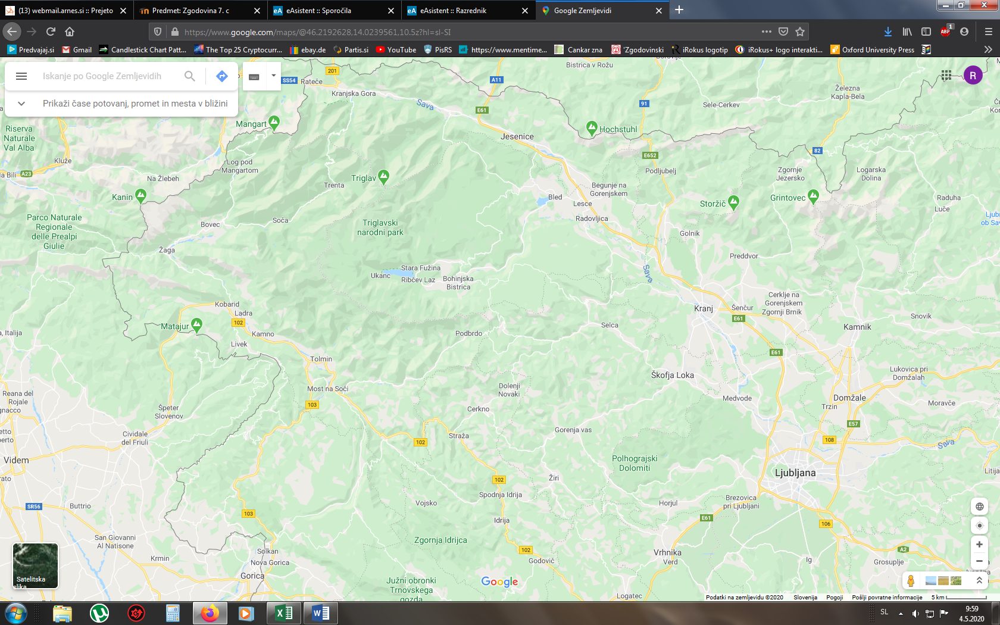 (13) webmail.arnes.si :: Prejeto
Predmet: Zgodovina 7. c
eAsistent :: Sporočila
eAsistent :: Razrednik
Google Zemljevidi
https://www.google.com/maps/@46.2192628,14.0239561,10.5z?hl=sl-SI
Predvajaj.si
Gmail
Candlestick Chart Patt...
The Top 25 Cryptocurr...
ebay.de
Partis.si
YouTube
PisRS
https://www.mentime...
Cankar zna
'Zgodovinski
iRokus logotip
iRokus+ logo interakti...
Oxford University Press
Iskanje po Google Zemljevidih
Prikaži čase potovanj, promet in mesta v bližini
R
SS54
Rateče
201
Kranjska Gora
A11
Bistrica v Rožu
Sava
E61
91
Sele-Cerkev
Železna
Kapla-Bela
Mangart
Hochstuhl
Jesenice
Riserva
Naturale
Val Alba
Kluže
A23
Na Žlebeh
Log pod
Mangartom
E652
Podljubelj
82
Zgornje
Jezersko
Logarska
Dolina
Triglav
Trenta
Kanin
Begunje na
Gorenjskem
Bled
Lesce
Radovljica
Storžič
Grintovec
Raduha
Luče
Ljubi
ob Sav
Parco Naturale
Regionale
delle Prealpi
Giulie
Bovec
Soča
Triglavski
narodni park
Golnik
Žaga
Preddvor
Stara Fužina
Ukanc
Ribčev Laz
Bohinjska
Bistrica
Sava
Kobarid
Ladra
Kranj
Šenčur
Cerklje na
Gorenjskem
Zgornji Brnik
E61
Snovik
Kamnik
, Italija
Matajur
102
Kamno
Livek
Podbrdo
Selca
E61
Tolmin
Most na Soči
Škofja Loka
Lukovica pri
Domžalah
Reana del
Rojale
gnacco
Špeter
Slovenov
103
Dolenji
Novaki
Cerkno
Medvode
Domžale
Trzin
Moravče
Cividale
del Friuli
Straža
102
Gorenja vas
E57
108
Sava
Videm
Polhograjski
Dolomiti
Ljubljana
Litij
102
Spodnja Idrija
Žiri
SR56
Buttrio
Vojsko
Brezovica
pri Ljubljani
Horjul
103
Idrija
E61
106
San Giovanni
Al Natisone
Zgornja Idrijca
Solkan
Nova Gorica
102
Godovič
Vrhnika
Verd
Ig
A2
Grosuplje
Krmin
Gorica
Južni obronki
Trnovskega
gozda
Logatec
Google
Satelitska
slika
Podatki na zemljevidu ©2020
Slovenija
Pogoji
Pošlji povratne informacije
5 km
SL
9:59
4.5.2020